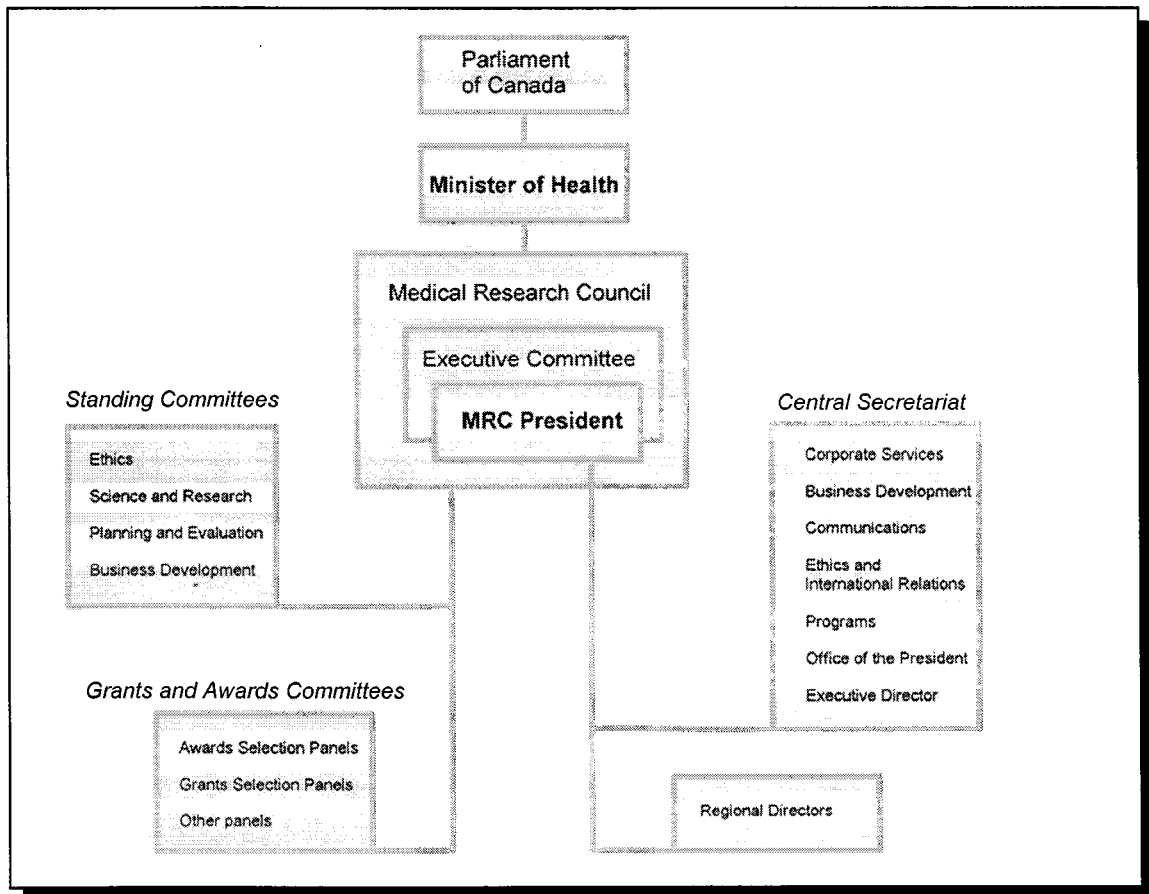 Parliament
of Canada
Minister of Health
Medical Research Council
Executive Committee
MRC President
Standing Committees
Ethics
Science and Research
Planning and Evaluation
Business Development
Grants and Awards Committees
Awards Selection Panels
Grants Selection Panels
Other panels
Central Secretariat
Corporate Services
Business Development
Communications
Ethics and
International Relations
Programs
Office of the President
Executive Director
Regional Directors